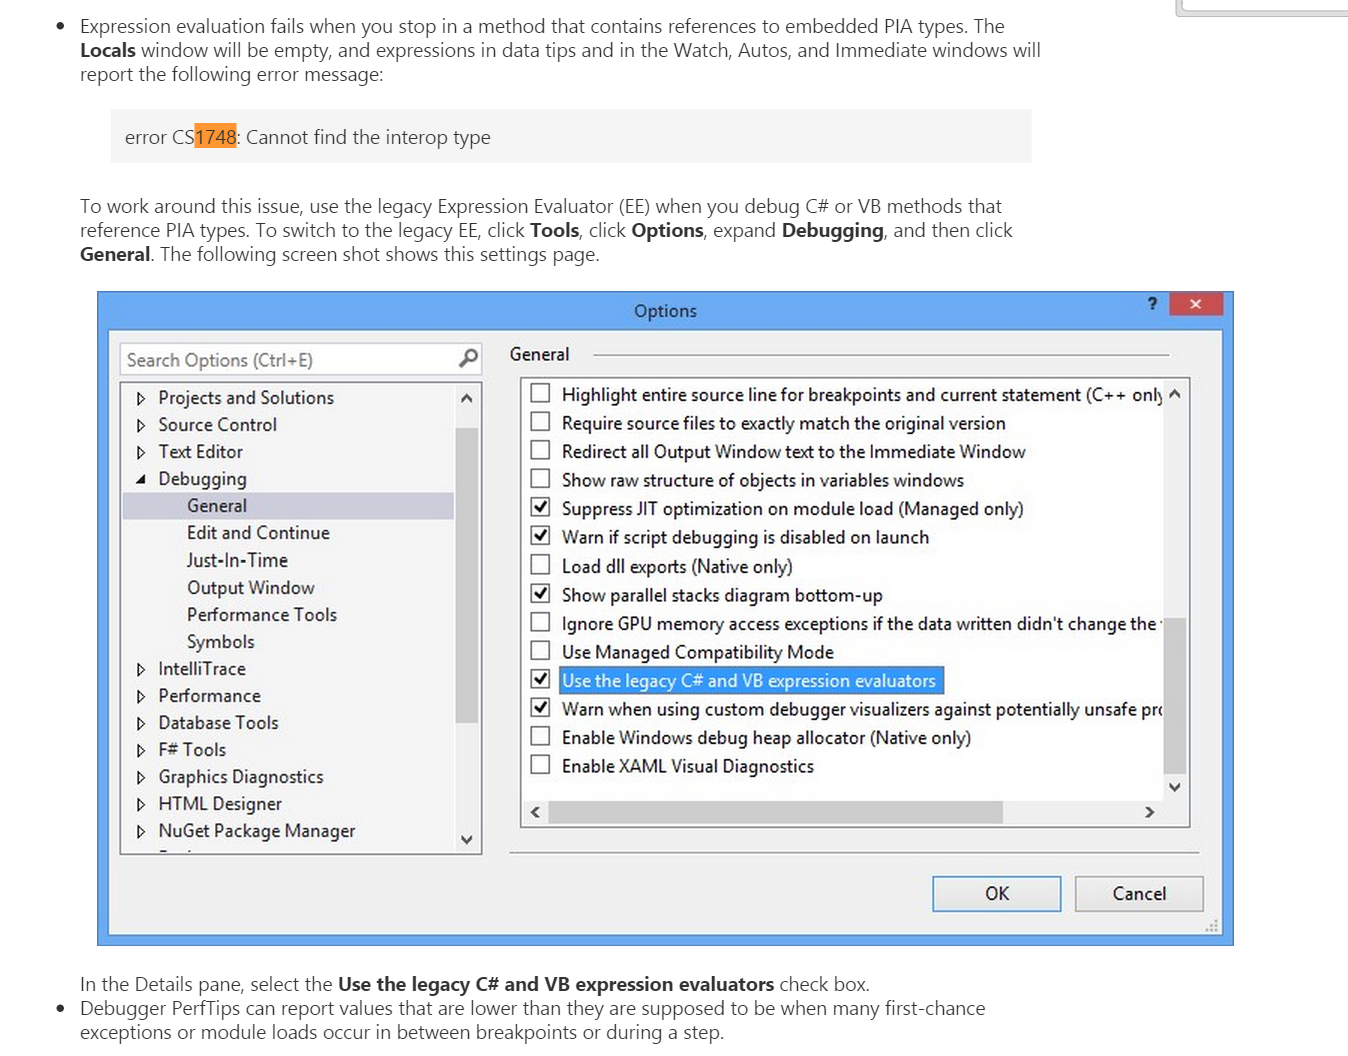 Expression evaluation fails when you stop in a method that contains references to embedded PIA types. The
Locals window will be empty, and expressions in data tips and in the Watch, Autos, and Immediate windows will
report the following error message:
error CS1748: Cannot find the interop type
To work around this issue, use the legacy Expression Evaluator (EE) when you debug C# or VB methods that
reference PIA types. To switch to the legacy EE, click Tools, click Options, expand Debugging, and then click
General. The following screen shot shows this settings page.
Options
?
Search Options (Ctrl+E)
Projects and Solutions
Source Control
Text Editor
Debugging
General
Edit and Continue
Just-In-Time
Output Window
Performance Tools
Symbols
IntelliTrace
Performance
Database Tools
F# Tools
Graphics Diagnostics
HTML Designer
NuGet Package Manager
General
Highlight entire source line for breakpoints and current statement (C++ only
Require source files to exactly match the original version
Redirect all Output Window text to the Immediate Window
Show raw structure of objects in variables windows
Suppress JIT optimization on module load (Managed only)
Warn if script debugging is disabled on launch
Load dll exports (Native only)
Show parallel stacks diagram bottom-up
Ignore GPU memory access exceptions if the data written didn't change the
Use Managed Compatibility Mode
Use the legacy C# and VB expression evaluators
Warn when using custom debugger visualizers against potentially unsafe pro
Enable Windows debug heap allocator (Native only)
Enable XAML Visual Diagnostics
OK
Cancel
In the Details pane, select the Use the legacy C# and VB expression evaluators check box.
Debugger PerfTips can report values that are lower than they are supposed to be when many first-chance
exceptions or module loads occur in between breakpoints or during a step.